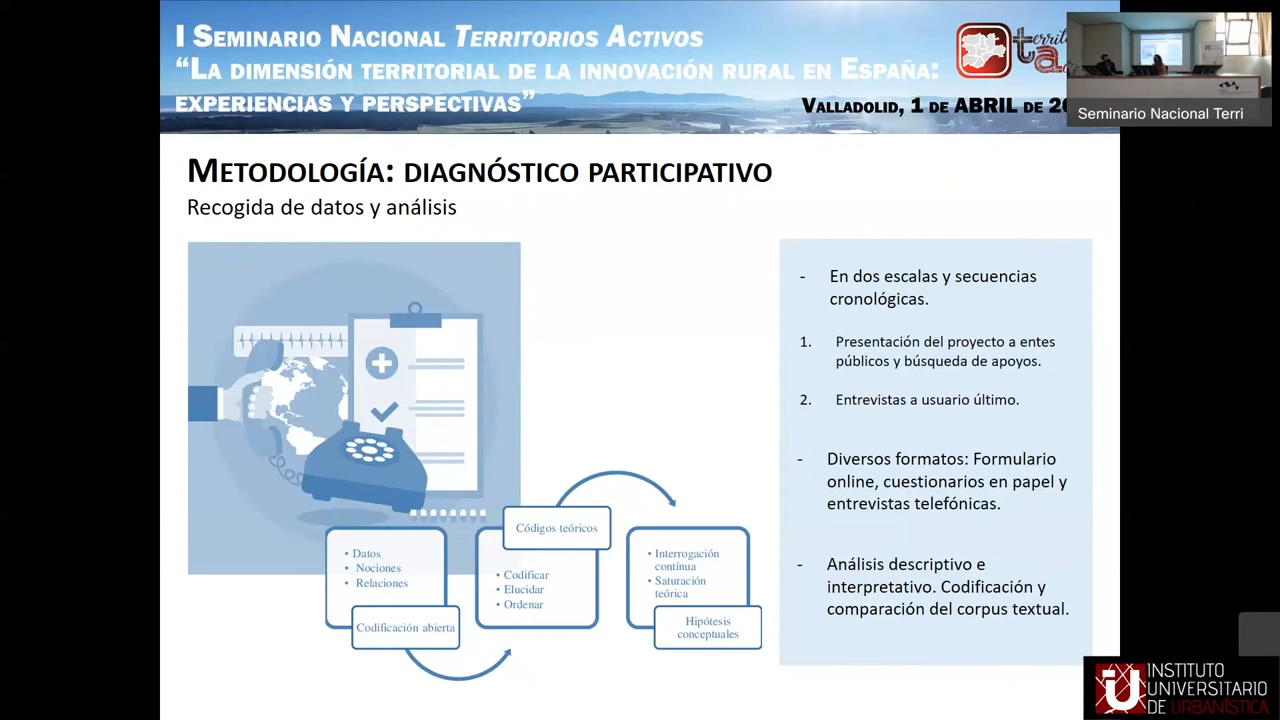 I Seminario Nacional Territorios Activos
“La dimensión territorial de la innovación rural en España:
experiencias y perspectivas”
Valladolid, 1 de ABRIL de
Seminario Nacional Terri
Metodología: diagnóstico participativo
Recogida de datos y análisis
- En dos escalas y secuencias
cronológicas.
1. Presentación del proyecto a entes
públicos y búsqueda de apoyos.
2. Entrevistas a usuario último.
- Diversos formatos: Formulario
online, cuestionarios en papel y
entrevistas telefónicas.
- Análisis descriptivo e
interpretativo. Codificación y
comparación del corpus textual.
• Datos
• Nociones
• Relaciones
Codificación abierta
Códigos teóricos
• Codificar
• Elucidar
• Ordenar
• Interrogación
contínua
• Saturación
teórica
Hipótesis
conceptuales
INSTITUTO
UNIVERSITARIO
DE URBANÍSTICA